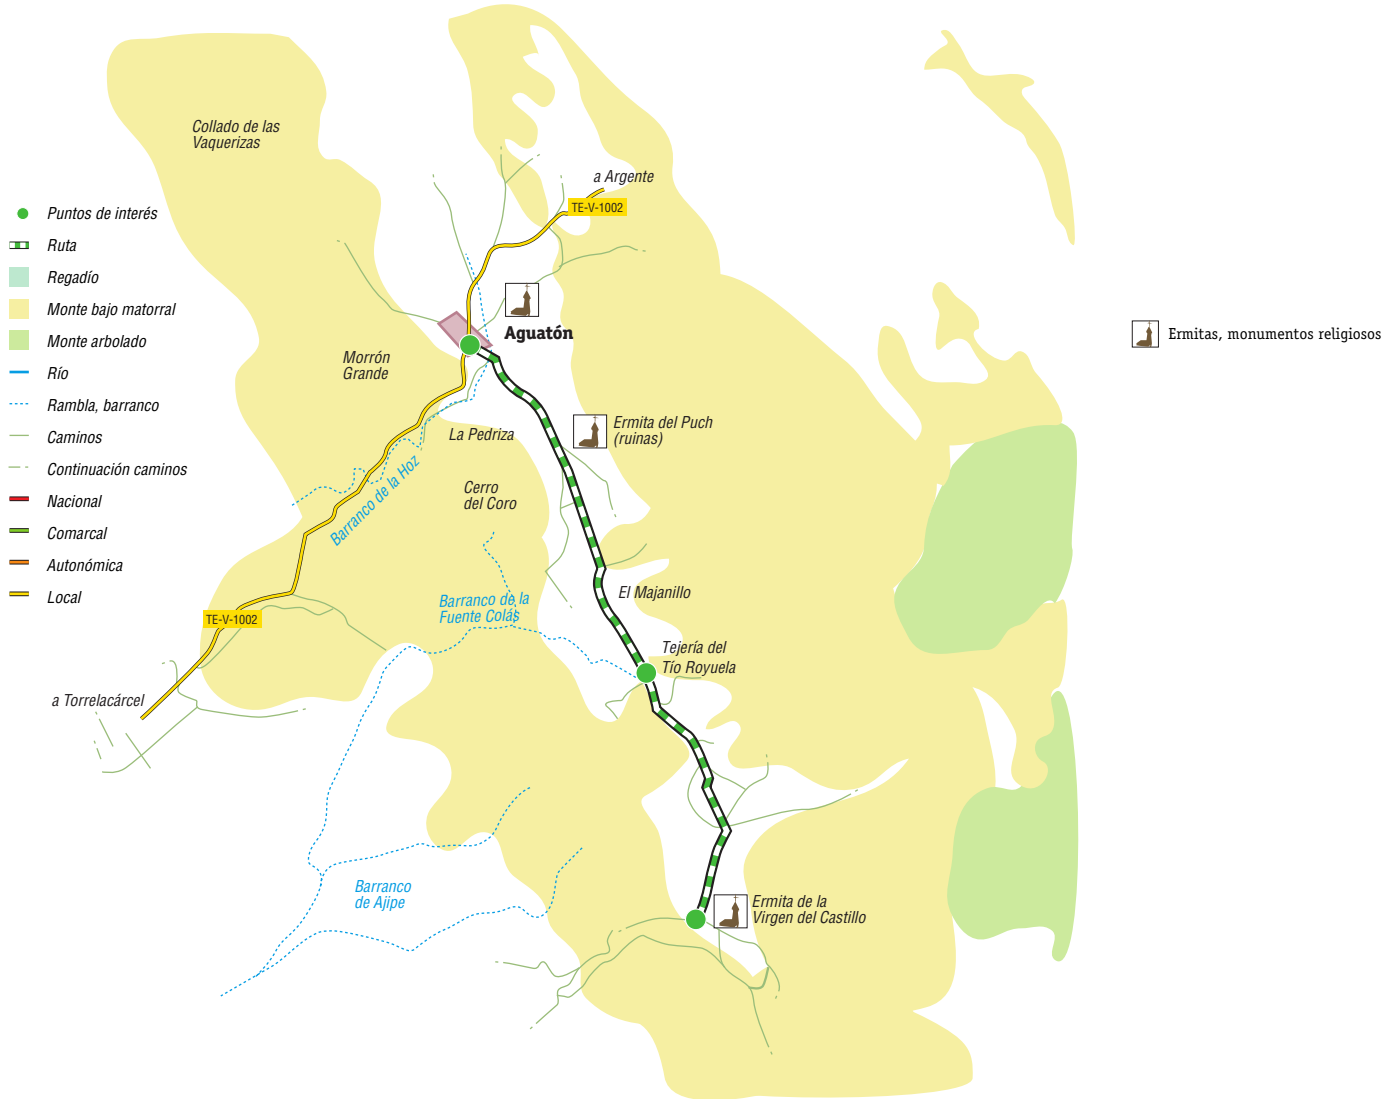 Collado de las
Vaquerizas
a Argente
TE-V-1002
Puntos de interés
Ruta
Regadío
Monte bajo matorral
Monte arbolado
Río
Rambla, barranco
Caminos
Continuación caminos
Nacional
Comarcal
Autonómica
Local
Aguatón
Ermitas, monumentos religiosos
Morrón
Grande
Ermita del Puch
(ruinas)
La Pedriza
Barranco de la Hoz
Cerro
del Coro
El Majanillo
Barranco de la
Fuente Colás
TE-V-1002
Tejería del
Tío Royuela
a Torrelacárcel
Barranco
de Ajipe
Ermita de la
Virgen del Castillo